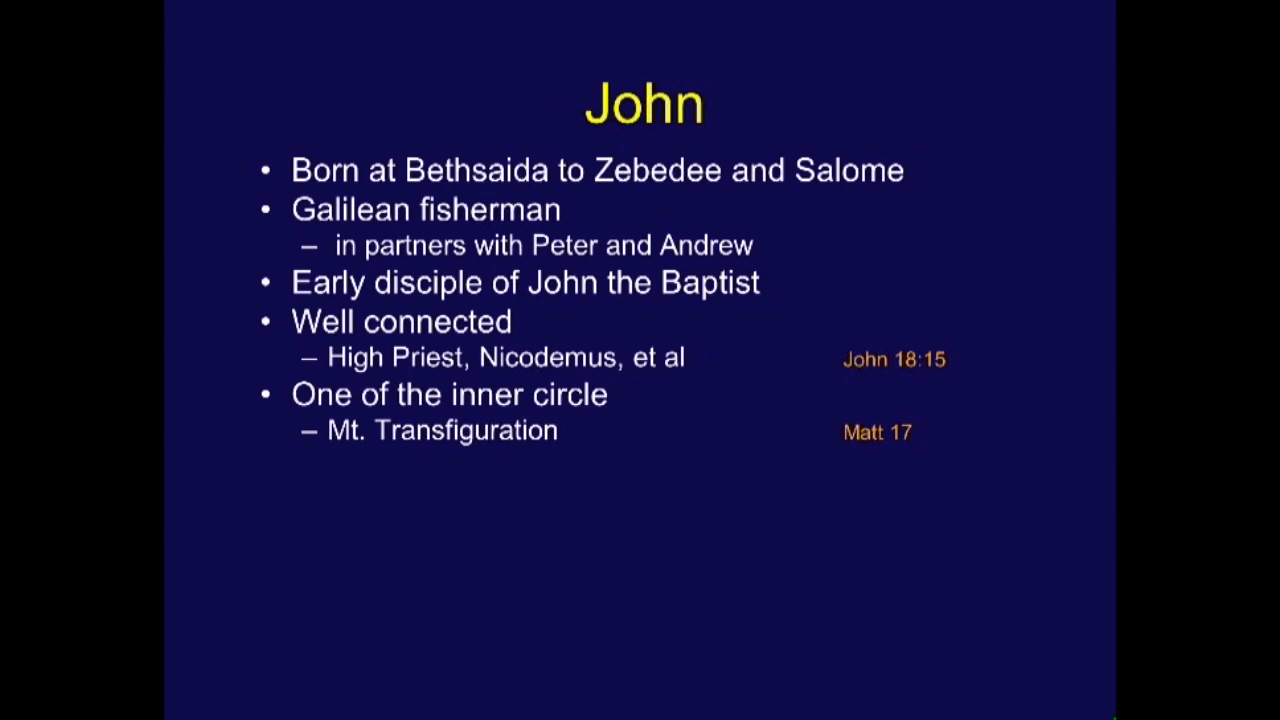 John
• Born at Bethsaida to Zebedee and Salome
• Galilean fisherman
– in partners with Peter and Andrew
• Early disciple of John the Baptist
• Well connected
– High Priest, Nicodemus, et al John 18:15
• One of the inner circle
– Mt. Transfiguration Matt 17